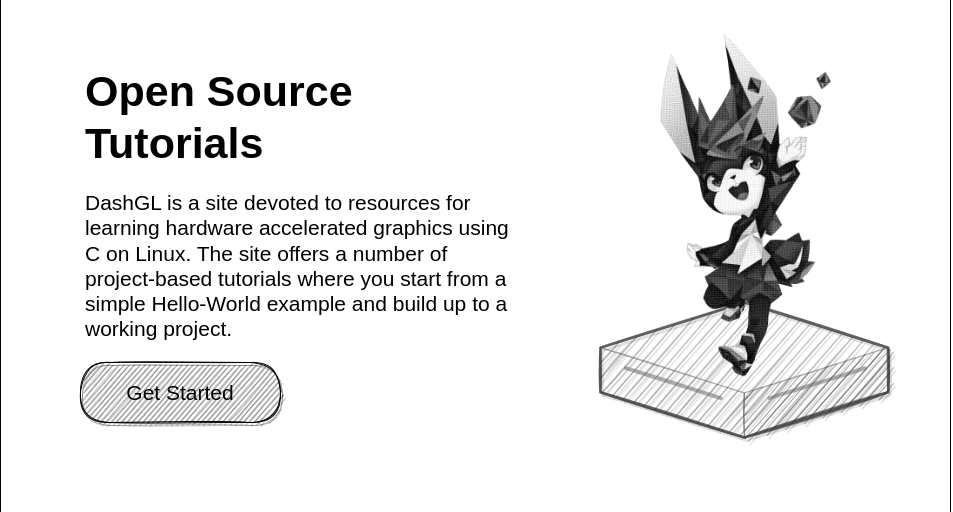 Open Source
Tutorials
DashGL is a site devoted to resources for
learning hardware accelerated graphics using
C on Linux. The site offers a number of
project-based tutorials where you start from a
simple Hello-World example and build up to a
working project.
Get Started